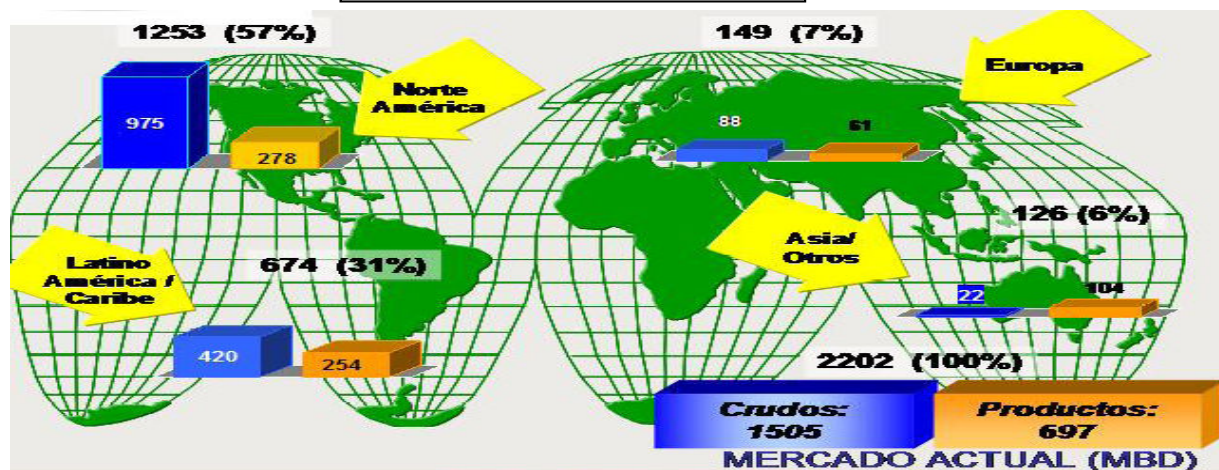 1253 (57%)
Norte
América
975
278
149 (7%)
Europa
88
61
Latino
América /
Caribe
674 (31%)
420
254
126 (6%)
Asia/
Otros
22
104
2202 (100%)
Crudos:
1505
Productos:
697
MERCADO ACTUAL (MBD)